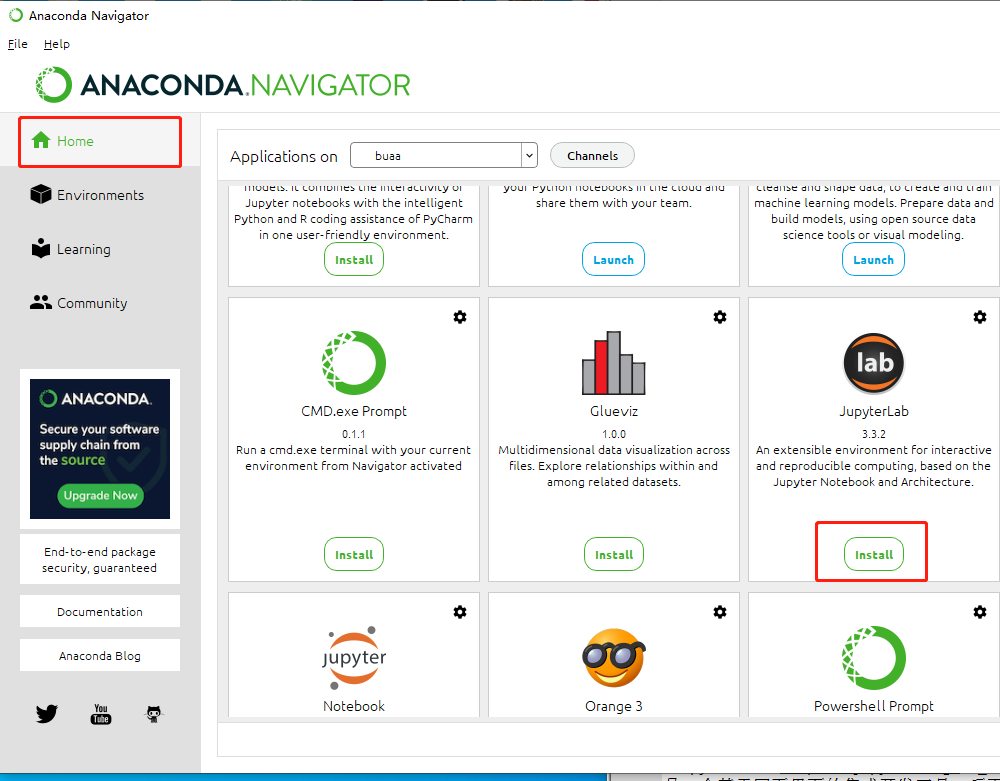 Anaconda Navigator
File Help
ANACONDA.NAVIGATOR
Home
Environments
Learning
Community
ANACONDA.
Secure your software
supply chain from
the source
Upgrade Now
End-to-end package
security, guaranteed
Documentation
Anaconda Blog
You
Tube
Applications on buaa Channels
models. It combines the interactivity of
Jupyter notebooks with the intelligent
Python and R coding assistance of PyCharm
in one user-friendly environment.
Install
your Python notebooks in the cloud and
share them with your team.
Launch
cleanse and shape data, to create and train
machine learning models. Prepare data and
build models, using open source data
science tools or visual modeling.
Launch
CMD.exe Prompt
0.1.1
Run a cmd.exe terminal with your current
environment from Navigator activated
Install
Glueviz
1.0.0
Multidimensional data visualization across
files. Explore relationships within and
among related datasets.
Install
lab
JupyterLab
3.3.2
An extensible environment for interactive
and reproducible computing, based on the
Jupyter Notebook and Architecture.
Install
jupyter
Notebook
Orange 3
Powershell Prompt